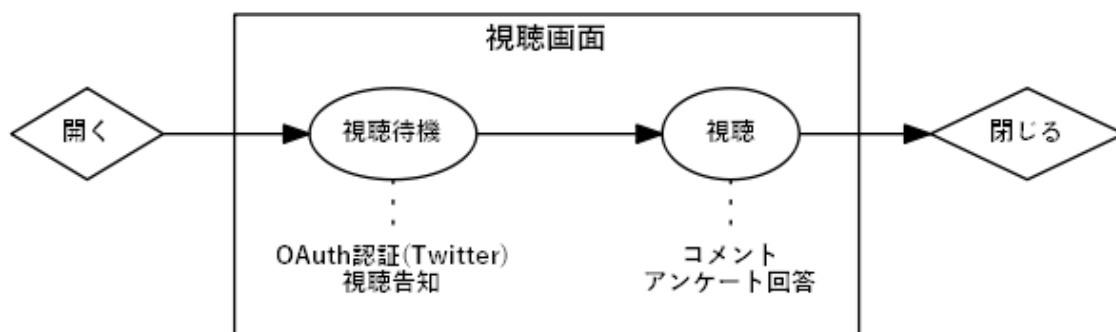 視聴画面
開く
視聴待機
視聴
閉じる
OAuth認証(Twitter)
視聴告知
コメント
アンケート回答